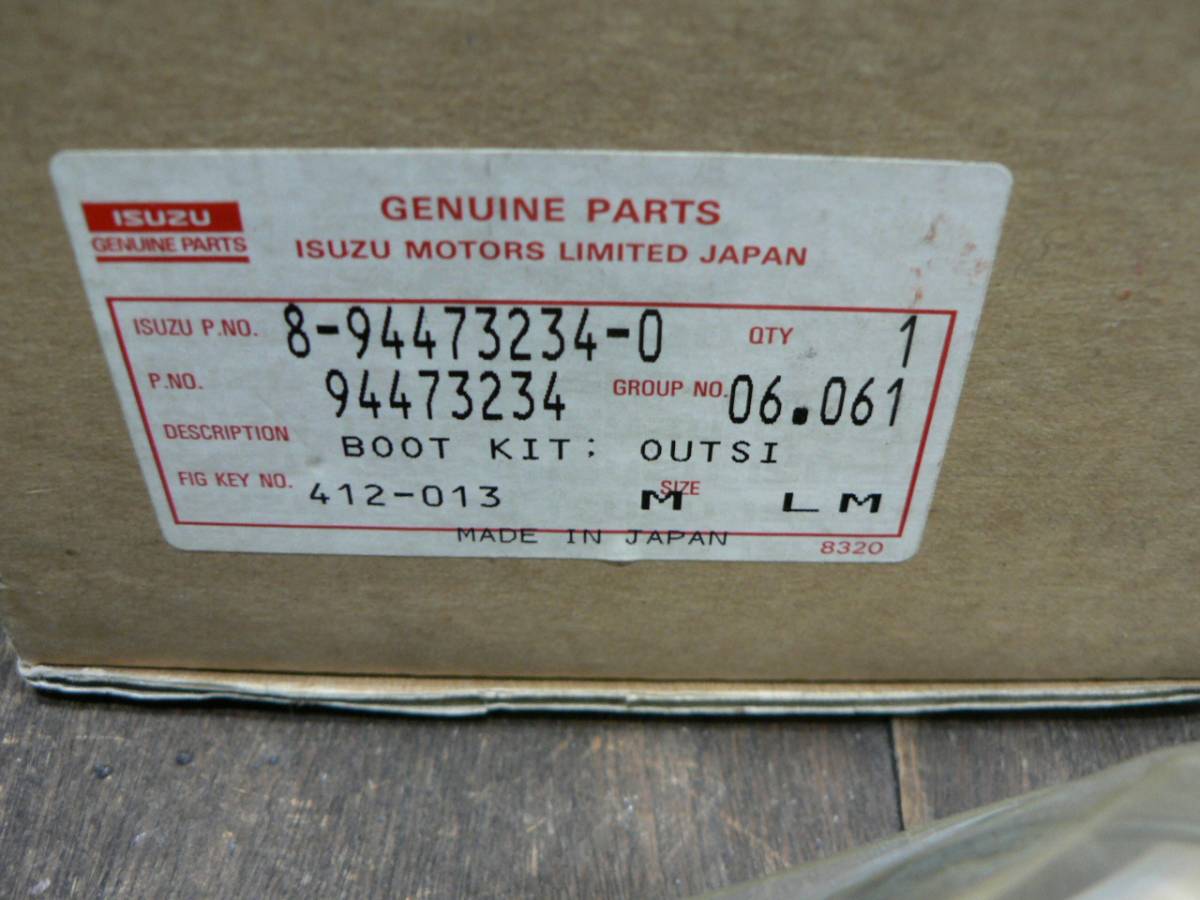 ISUZU
GENUINE PARTS
GENUINE PARTS
ISUZU MOTORS LIMITED JAPAN
ISUZU P.NO. 8-94473234-0 QTY 1
P.NO. 94473234 GROUP NO. 06.061
DESCRIPTION BOOT KIT: OUTSI
FIG KEY NO. 412-013 SIZE M L M
MADE IN JAPAN
8320